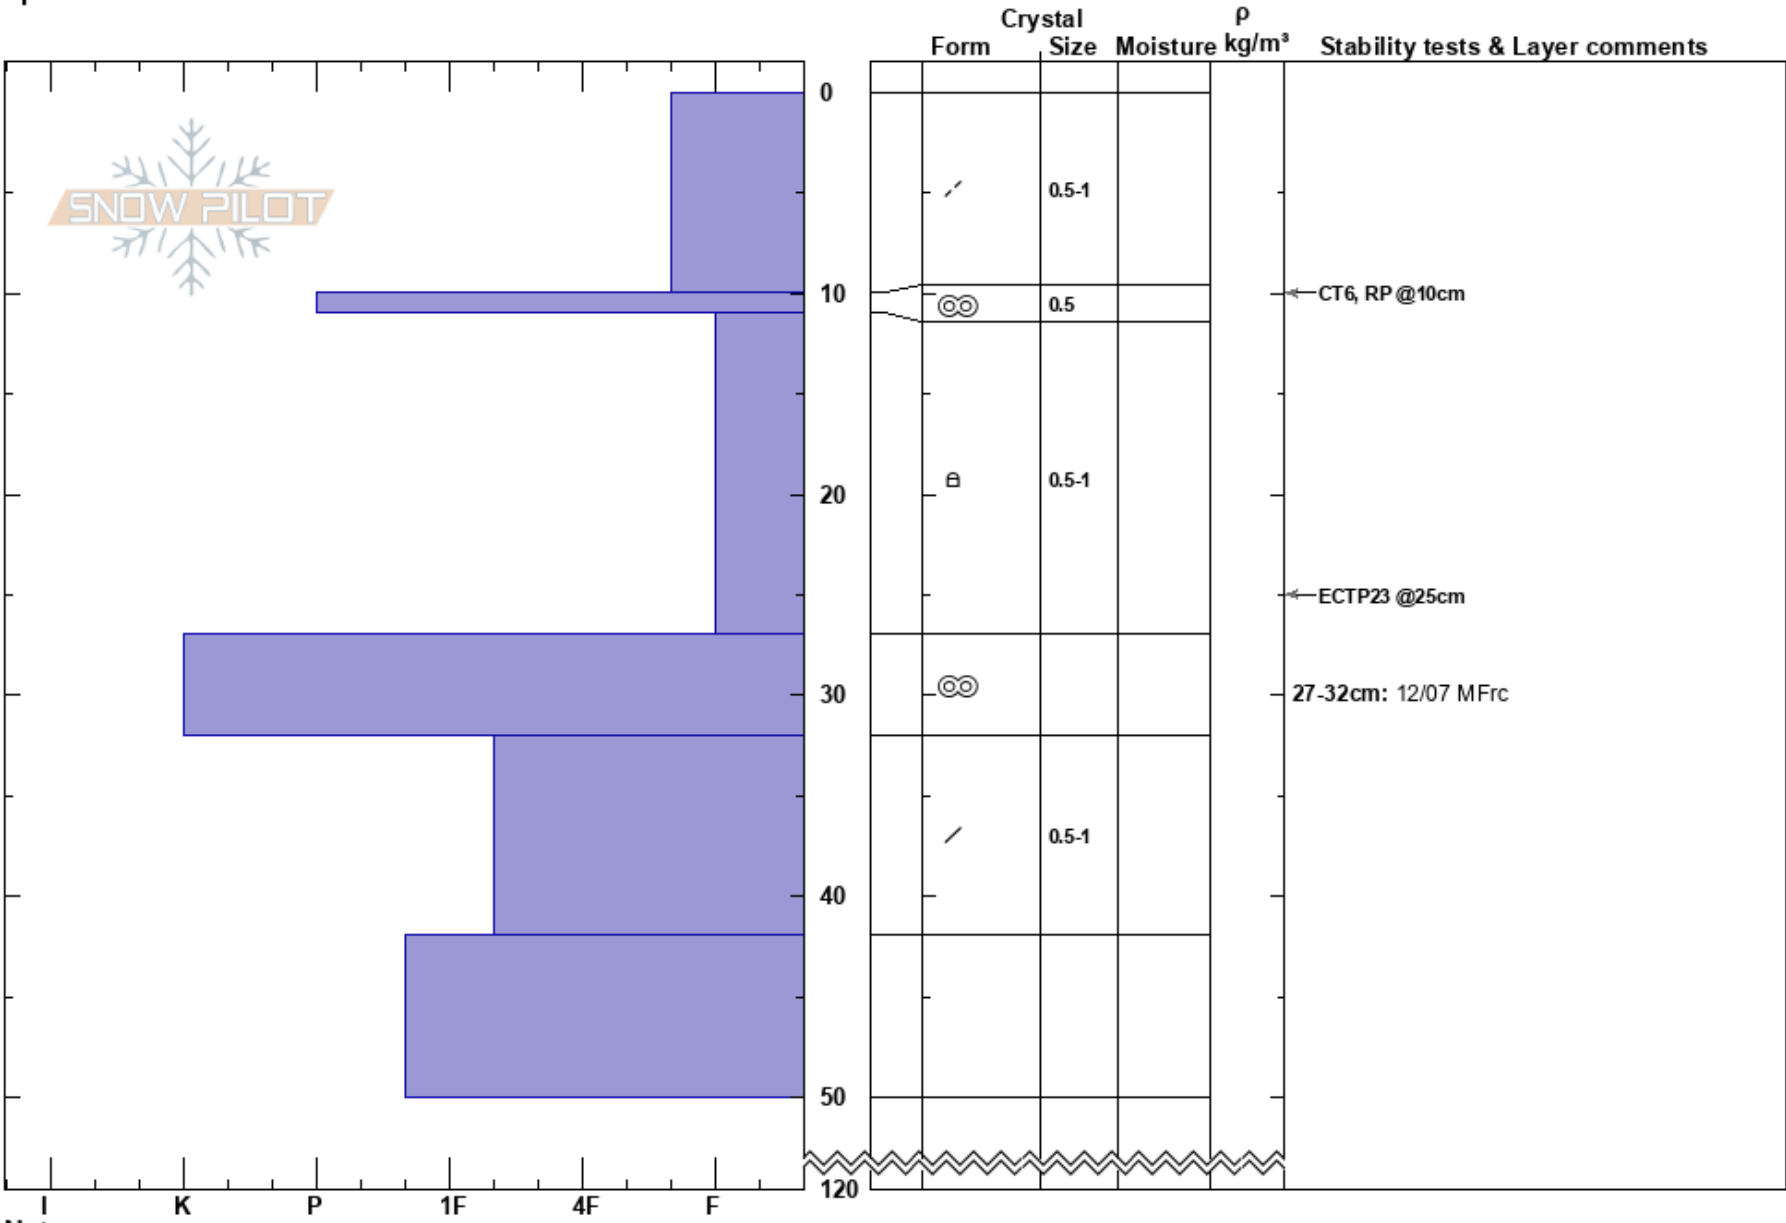 Crystal ρ
Form Size Moisture kg/m³ Stability tests & Layer comments
SNOW PILOT
0
0.5-1
10 0.5 CT6, RP @10cm
20 0.5-1
ECTP23 @25cm
30 27-32cm: 12/07 MFrc
0.5-1
40
50
120
I K P 1F 4F F